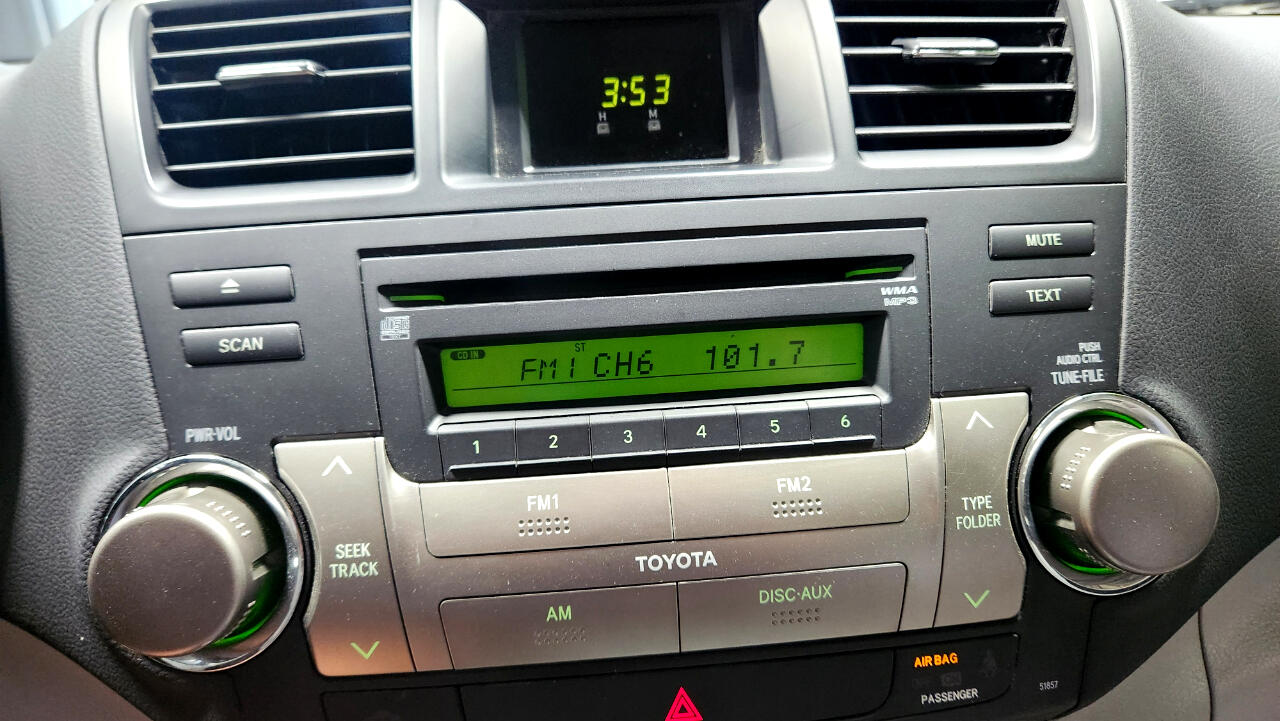 3:53
H M
MUTE
TEXT
SCAN
WMA
MP3
disc
CD IN
ST
FM1 CH6 101.7
PUSH
AUDIO CTRL
TUNE·FILE
PWR·VOL
1 2 3 4 5 6
FM1
FM2
SEEK
TRACK
TYPE
FOLDER
TOYOTA
AM
DISC·AUX
AIR BAG
PASSENGER
51857